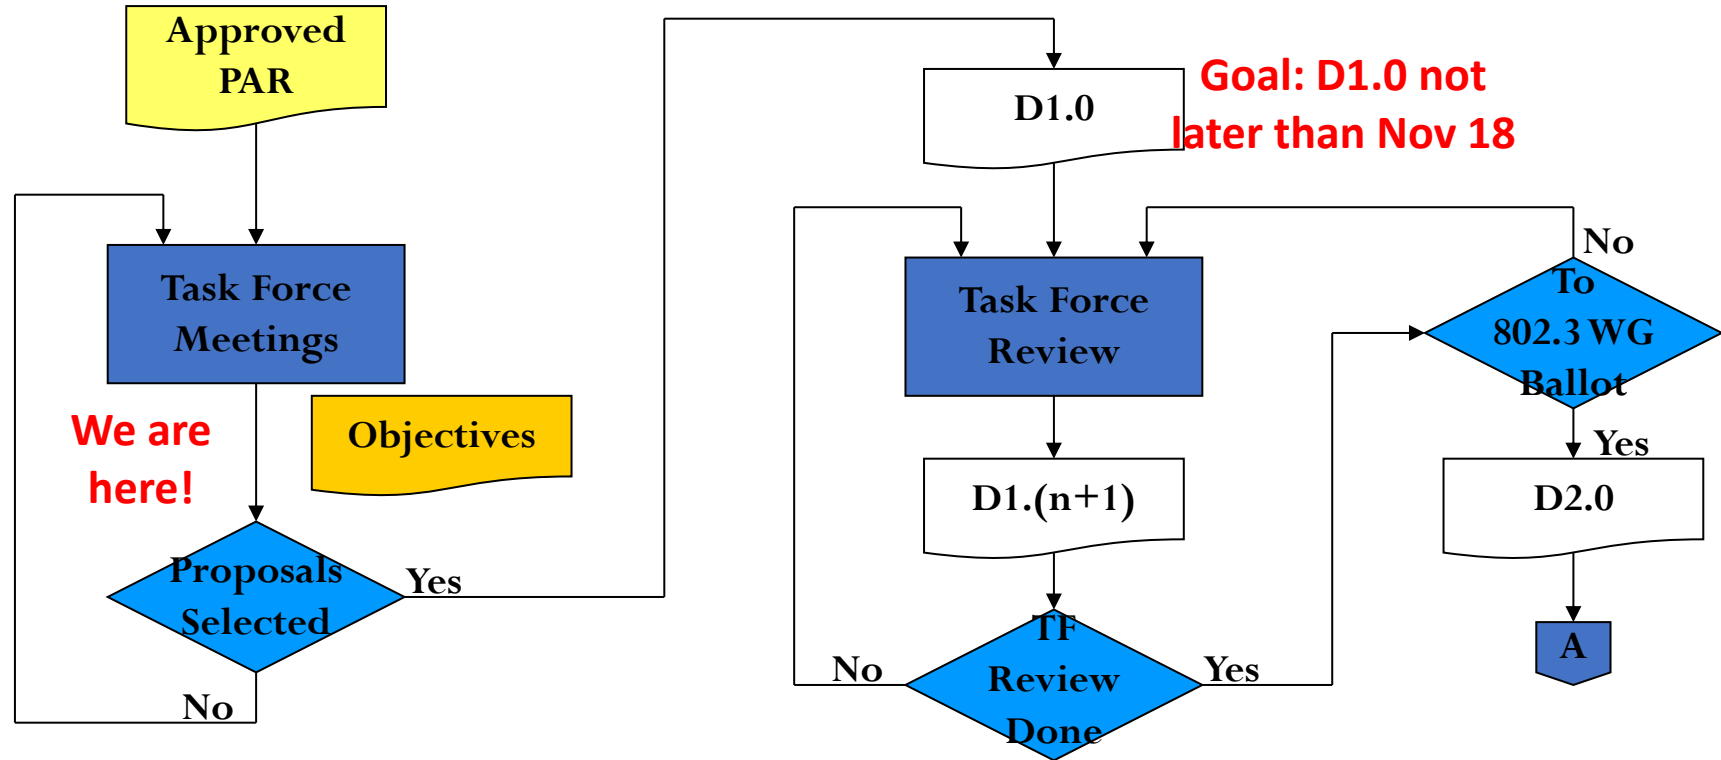 Approved
PAR
Task Force
Meetings
We are
here!
Objectives
Proposals
Selected
Yes
No
D1.0
Goal: D1.0 not
later than Nov 18
Task Force
Review
D1.(n+1)
TF
Review
Done
No
Yes
To
802.3 WG
Ballot
No
Yes
D2.0
A